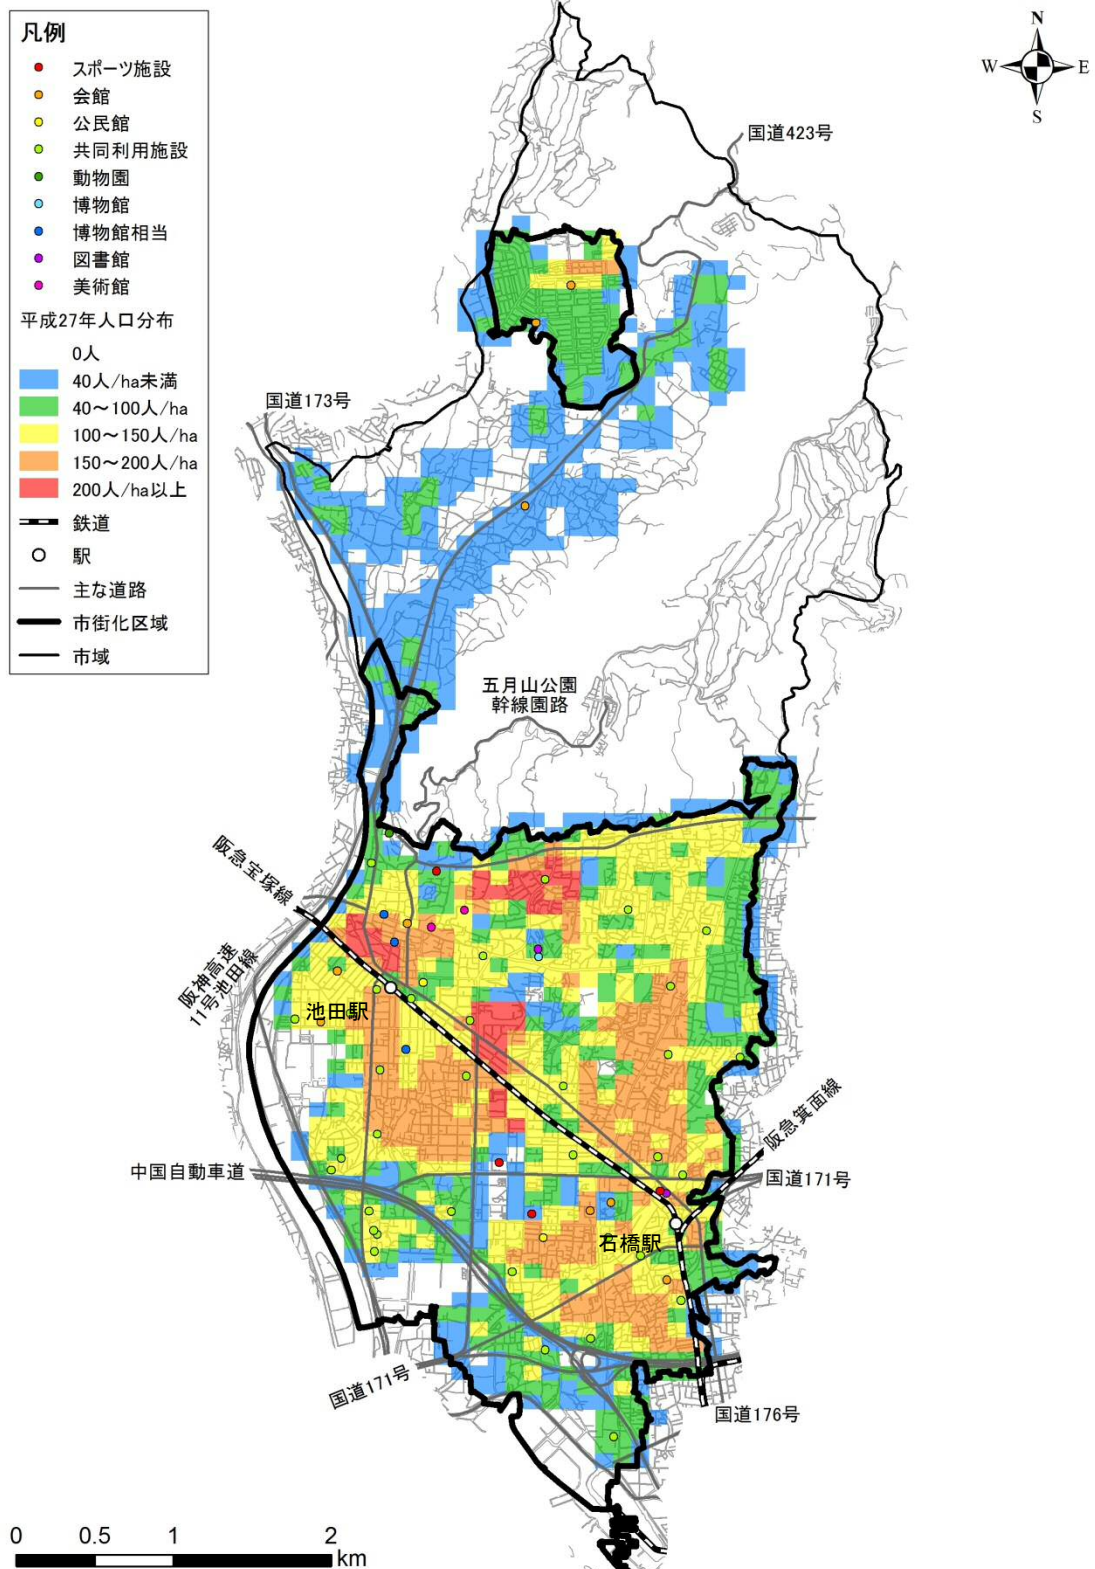 凡例
スポーツ施設
会館
公民館
共同利用施設
動物園
博物館
博物館相当
図書館
美術館
平成27年人口分布
0人
40人/ha未満
40～100人/ha
100～150人/ha
150～200人/ha
200人/ha以上
鉄道
駅
主な道路
市街化区域
市域
N
W
E
S
国道423号
国道173号
五月山公園
幹線園路
阪急宝塚線
阪神高速
11号池田線
池田駅
阪急箕面線
中国自動車道
国道171号
石橋駅
国道171号
国道176号
0 0.5 1 2
km